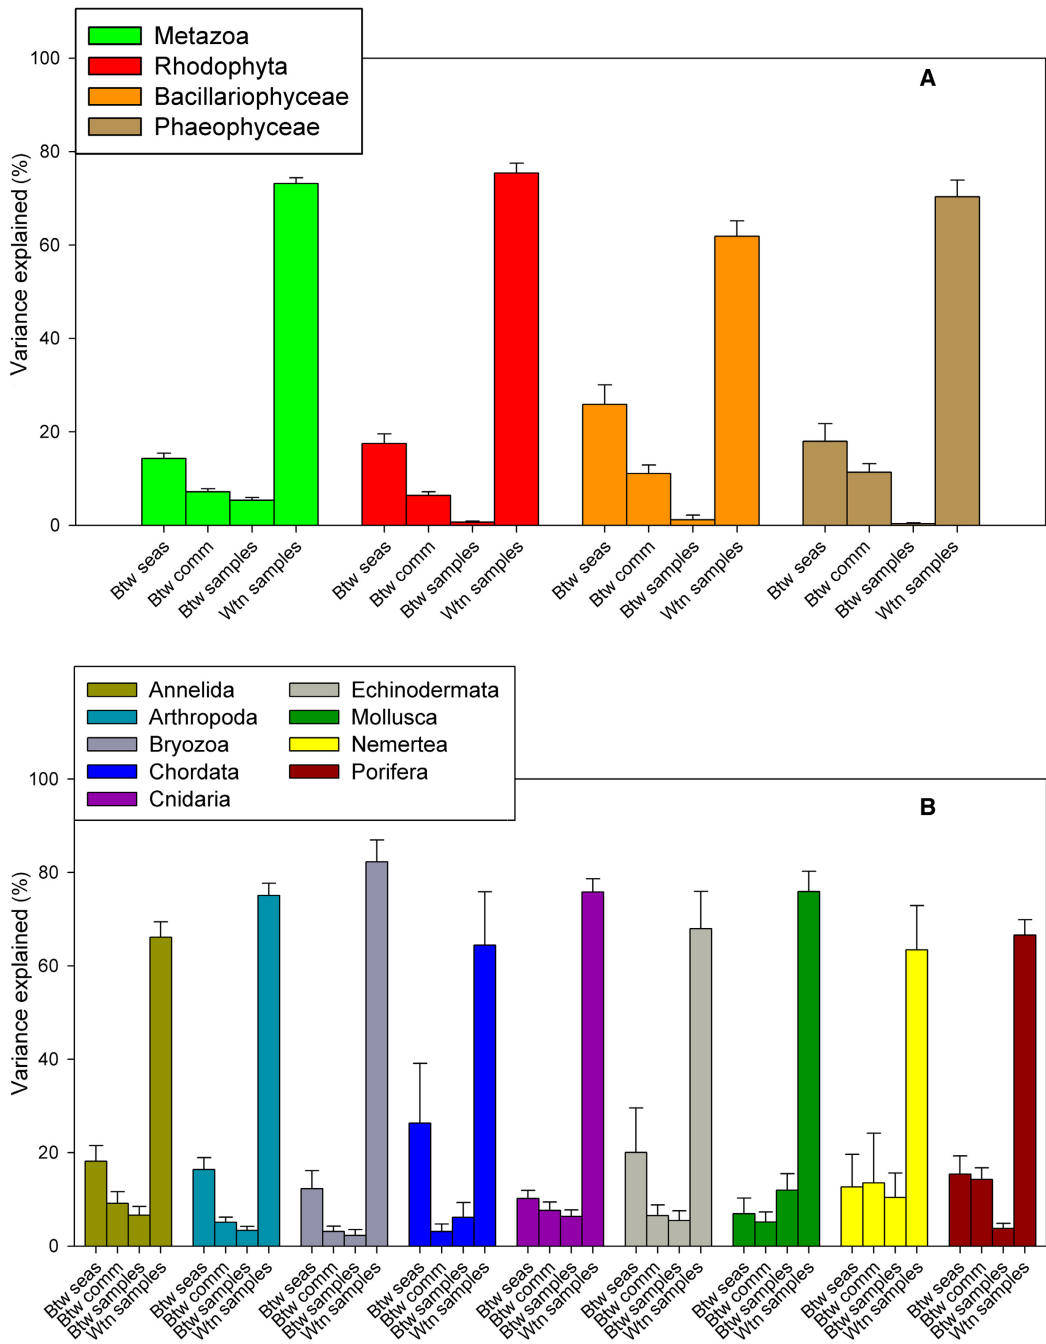 Metazoa
Rhodophyta
Bacillariophyceae
Phaeophyceae
A
Variance explained (%)
100
80
60
40
20
0
Btw seas
Btw comm
Btw samples
Wtn samples
Btw seas
Btw comm
Btw samples
Wtn samples
Btw seas
Btw comm
Btw samples
Wtn samples
Btw seas
Btw comm
Btw samples
Wtn samples
Annelida
Arthropoda
Bryozoa
Chordata
Cnidaria
Echinodermata
Mollusca
Nemertea
Porifera
B
Variance explained (%)
100
80
60
40
20
0
Btw seas
Btw comm
Btw samples
Wtn samples
Btw seas
Btw comm
Btw samples
Wtn samples
Btw seas
Btw comm
Btw samples
Wtn samples
Btw seas
Btw comm
Btw samples
Wtn samples
Btw seas
Btw comm
Btw samples
Wtn samples
Btw seas
Btw comm
Btw samples
Wtn samples
Btw seas
Btw comm
Btw samples
Wtn samples
Btw seas
Btw comm
Btw samples
Wtn samples
Btw seas
Btw comm
Btw samples
Wtn samples